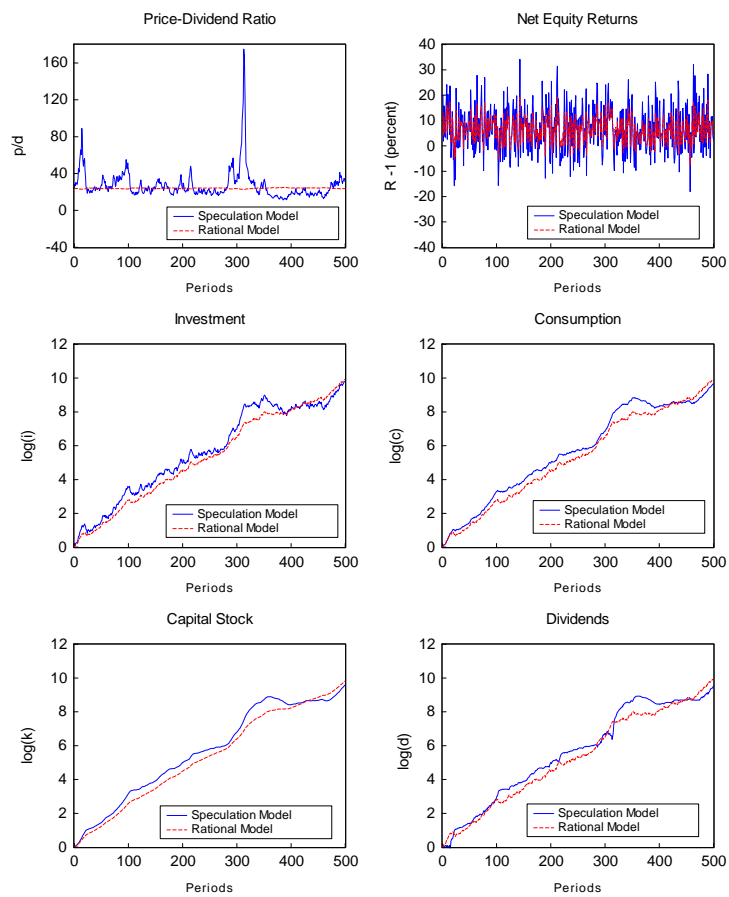 Price-Dividend Ratio
160
120
80
40
0
-40
p/d
0 100 200 300 400 500
Periods
Speculation Model
Rational Model
Net Equity Returns
40
30
20
10
0
-10
-20
-30
-40
R -1 (percent)
0 100 200 300 400 500
Periods
Speculation Model
Rational Model
Investment
12
10
8
6
4
2
0
log(i)
0 100 200 300 400 500
Periods
Speculation Model
Rational Model
Consumption
12
10
8
6
4
2
0
log(c)
0 100 200 300 400 500
Periods
Speculation Model
Rational Model
Capital Stock
12
10
8
6
4
2
0
log(k)
0 100 200 300 400 500
Periods
Speculation Model
Rational Model
Dividends
12
10
8
6
4
2
0
log(d)
0 100 200 300 400 500
Periods
Speculation Model
Rational Model